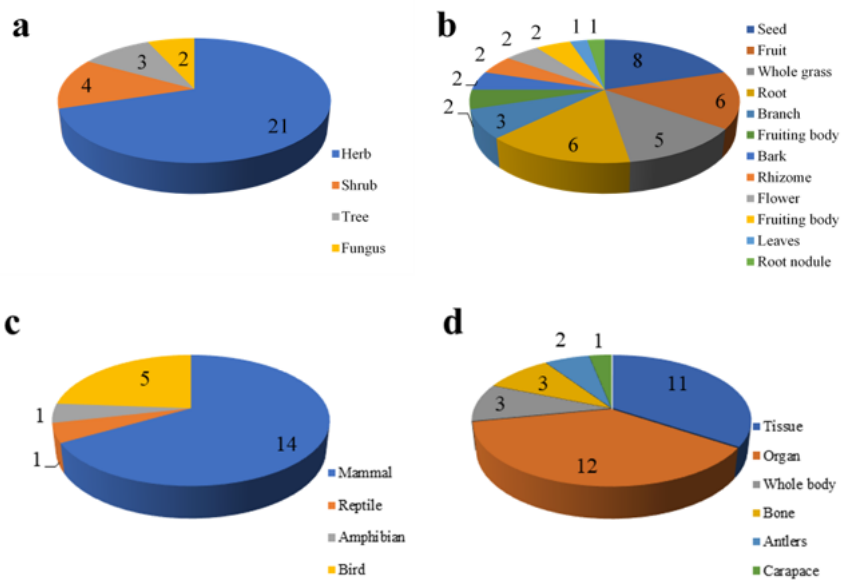 a
2
3
4
21
Herb
Shrub
Tree
Fungus
b
1 1
2
2
2
2
2
3
8
6
5
6
Seed
Fruit
Whole grass
Root
Branch
Fruiting body
Bark
Rhizome
Flower
Fruiting body
Leaves
Root nodule
c
5
1
1
14
Mammal
Reptile
Amphibian
Bird
d
2
1
3
3
11
12
Tissue
Organ
Whole body
Bone
Antlers
Carapace